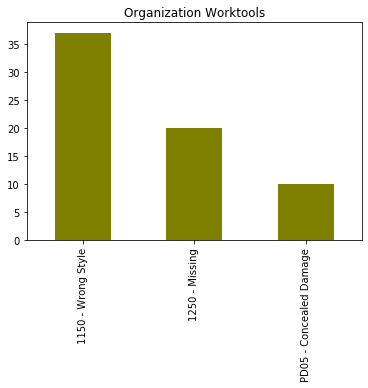 Organization Worktools
35
30
25
20
15
10
5
0
1150 - Wrong Style
1250 - Missing
PD05 - Concealed Damage